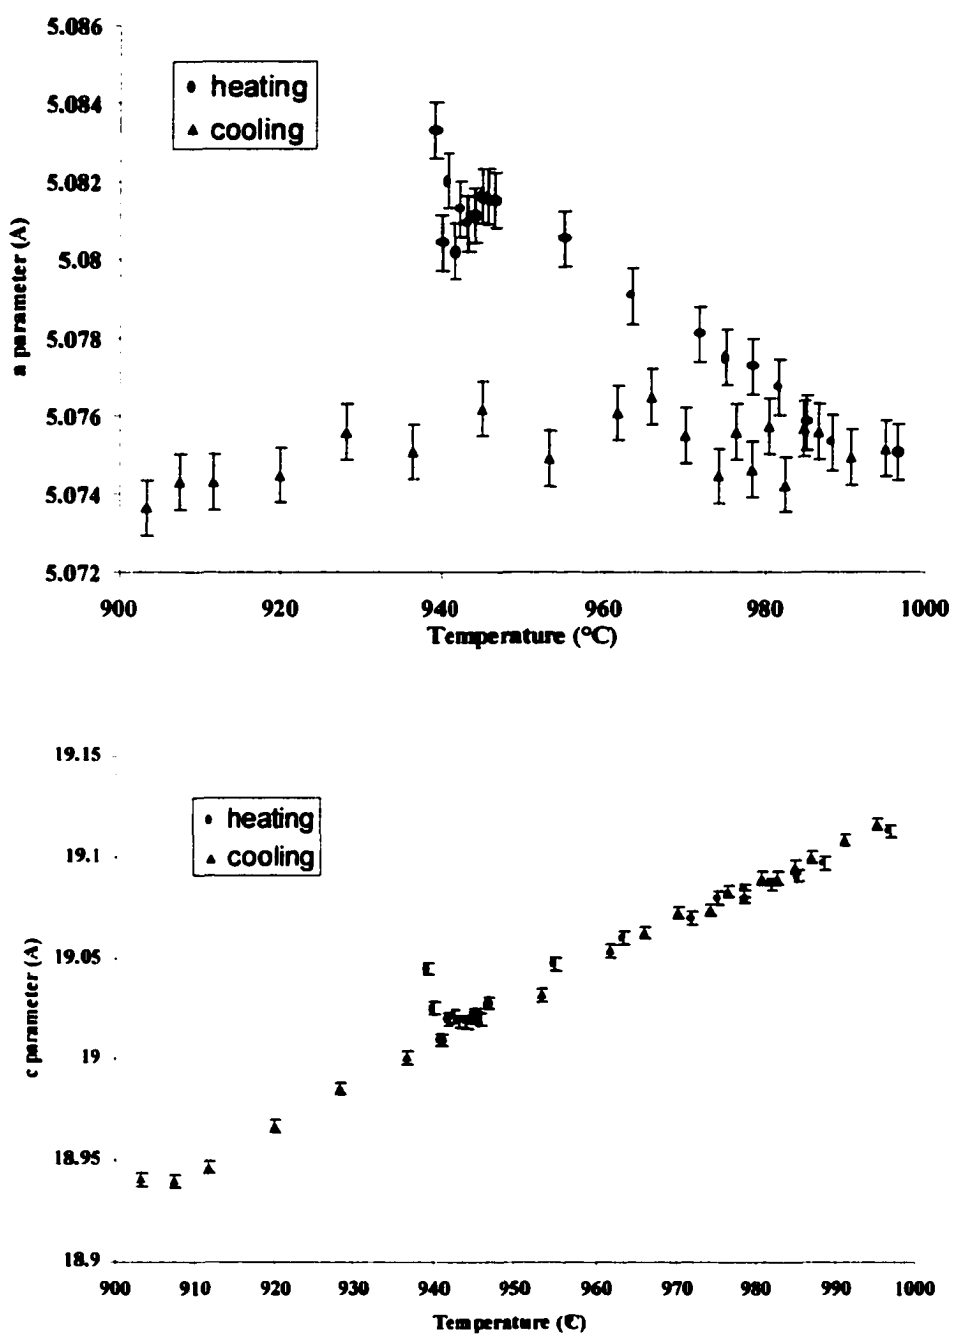 5.086
heating
cooling
5.084
5.082
5.08
5.078
5.076
5.074
5.072
a parameter (A)
900 920 940 960 980 1000
Temperature (°C)
19.15
heating
cooling
19.1
19.05
19
18.95
18.9
c parameter (A)
900 910 920 930 940 950 960 970 980 990 1000
Temperature (C)